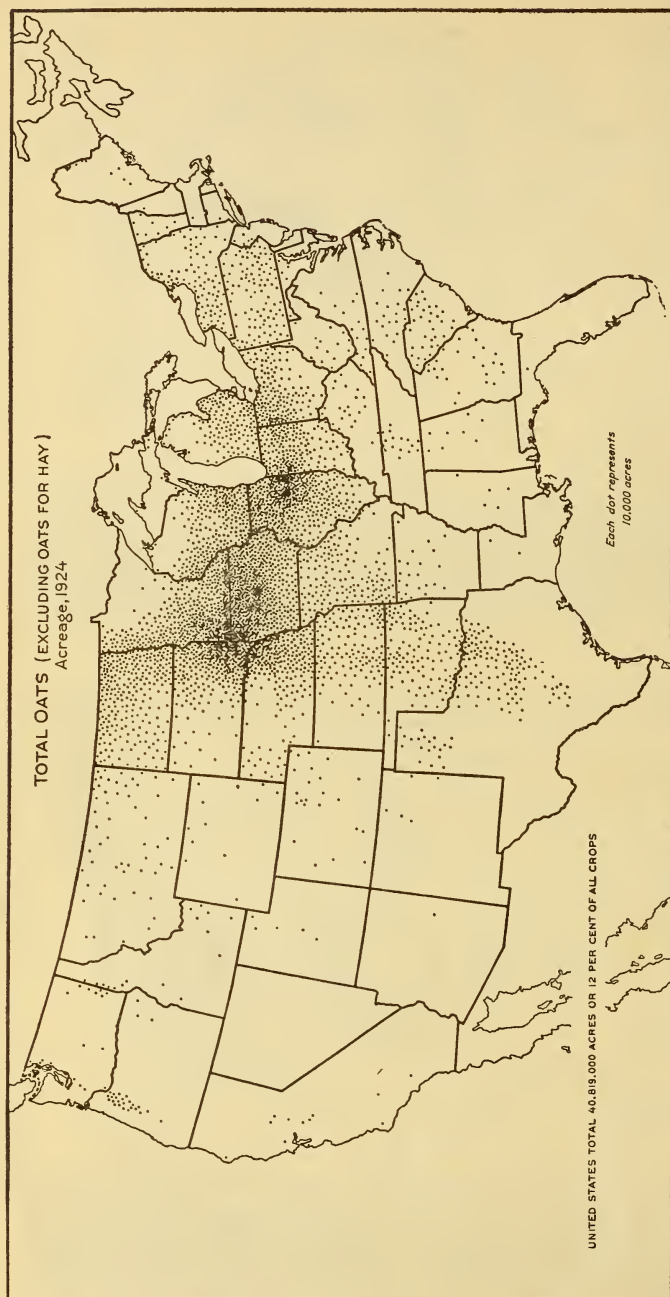 TOTAL OATS (EXCLUDING OATS FOR HAY)
Acreage, 1924
Each dot represents
10,000 acres
UNITED STATES TOTAL 40,819,000 ACRES OR 12 PER CENT OF ALL CROPS